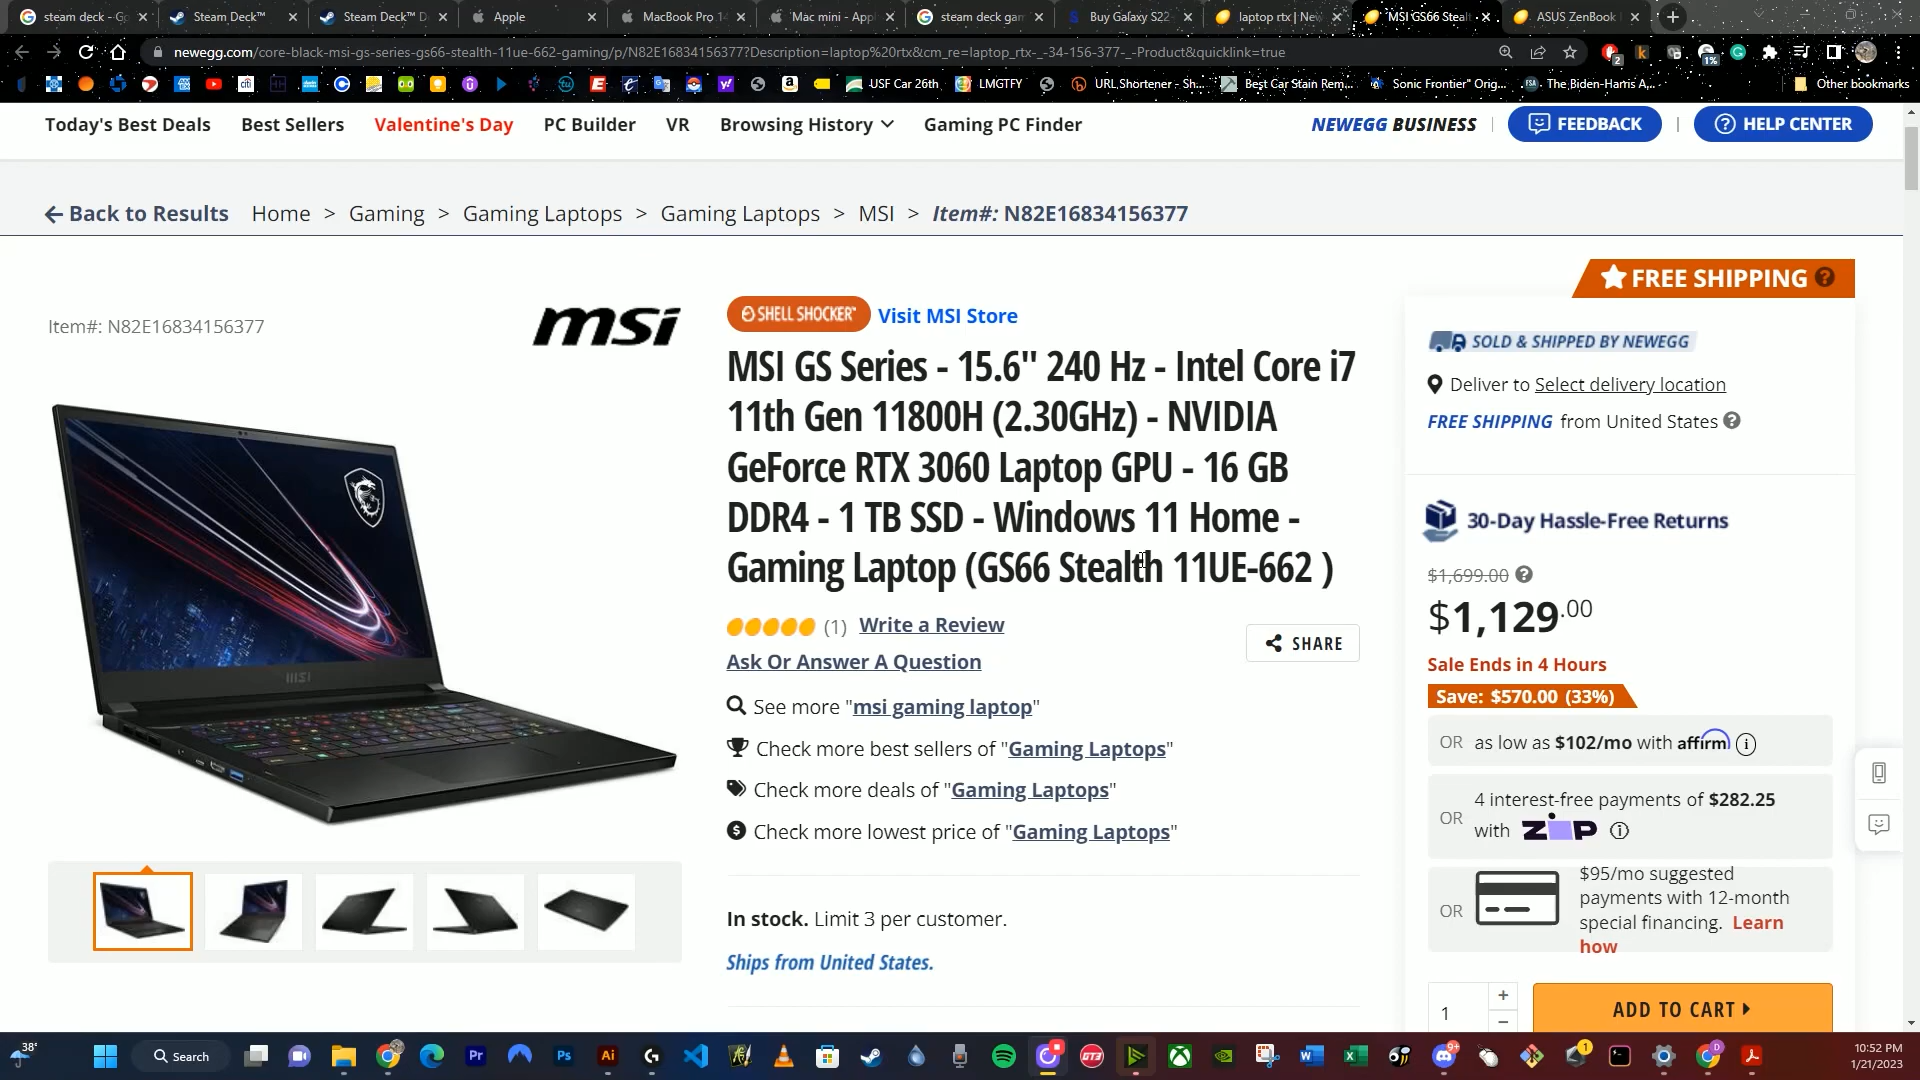 steam deck - G
Steam Deck™
Steam Deck™ D
Apple
MacBook Pro 1
Mac mini - App
steam deck gam
Buy Galaxy S22
laptop rtx | Ne
MSI GS66 Stealt
ASUS ZenBook
newegg.com/core-black-msi-gs-series-gs66-stealth-11ue-662-gaming/p/N82E16834156377?Description=laptop%20rtx&cm_re=laptop_rtx-_-34-156-377-_-Product&quicklink=true
USF Car 26th
LMGTFY
URL Shortener - Sh...
Best Car Stain Rem...
Sonic Frontier" Orig...
The Biden-Harris A...
Other bookmarks
Today's Best Deals Best Sellers Valentine's Day PC Builder VR Browsing History Gaming PC Finder
NEWEGG BUSINESS | FEEDBACK | HELP CENTER
Back to Results Home > Gaming > Gaming Laptops > Gaming Laptops > MSI > Item#: N82E16834156377
FREE SHIPPING
Item#: N82E16834156377
msi
SHELL SHOCKER™ Visit MSI Store
MSI GS Series - 15.6" 240 Hz - Intel Core i7
11th Gen 11800H (2.30GHz) - NVIDIA
GeForce RTX 3060 Laptop GPU - 16 GB
DDR4 - 1 TB SSD - Windows 11 Home -
Gaming Laptop (GS66 Stealth 11UE-662 )
(1) Write a Review
Ask Or Answer A Question
SHARE
See more "msi gaming laptop"
Check more best sellers of "Gaming Laptops"
Check more deals of "Gaming Laptops"
Check more lowest price of "Gaming Laptops"
In stock. Limit 3 per customer.
Ships from United States.
SOLD & SHIPPED BY NEWEGG
Deliver to Select delivery location
FREE SHIPPING from United States
30-Day Hassle-Free Returns
$1,699.00
$1,129.00
Sale Ends in 4 Hours
Save: $570.00 (33%)
OR as low as $102/mo with affirm
OR 4 interest-free payments of $282.25
with ZIP
OR $95/mo suggested
payments with 12-month
special financing. Learn
how
1 + −
ADD TO CART
38°
Search
10:52 PM
1/21/2023